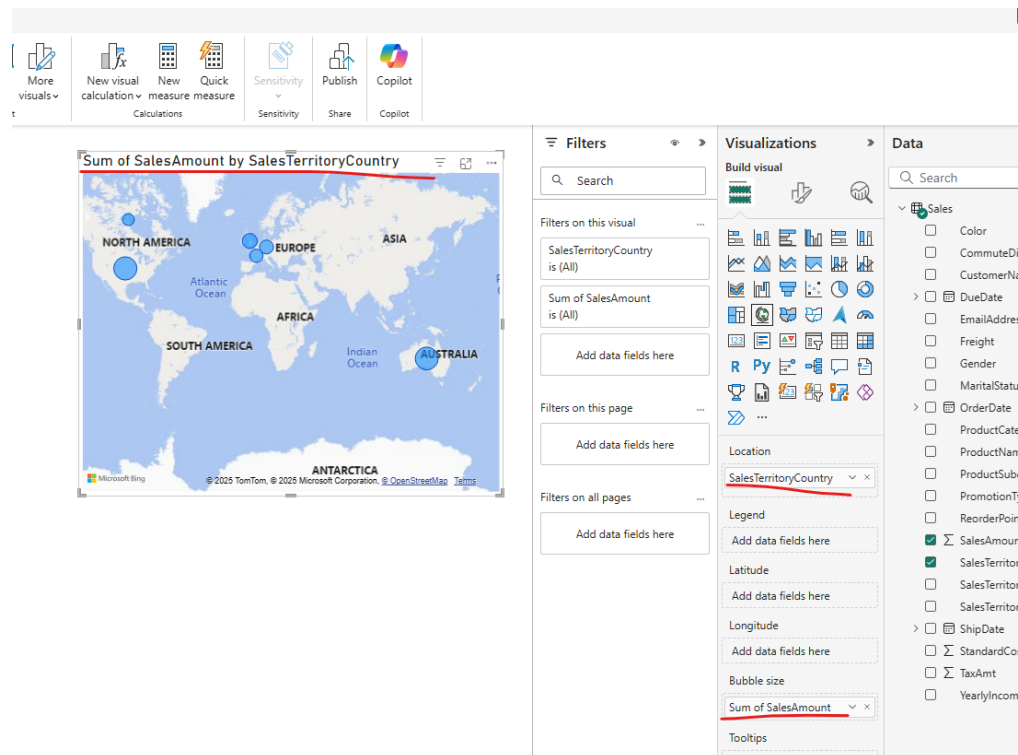 More
visuals
New visual
calculation
New
measure
Quick
measure
Sensitivity
Publish
Copilot
t
Calculations
Sensitivity
Share
Copilot
Sum of SalesAmount by SalesTerritoryCountry
NORTH AMERICA
EUROPE
ASIA
Atlantic
Ocean
AFRICA
SOUTH AMERICA
Indian
Ocean
AUSTRALIA
ANTARCTICA
Microsoft Bing
© 2025 TomTom, © 2025 Microsoft Corporation, © OpenStreetMap Terms
Filters
Search
Filters on this visual
...
SalesTerritoryCountry
is (All)
Sum of SalesAmount
is (All)
Add data fields here
Filters on this page
...
Add data fields here
Filters on all pages
...
Add data fields here
Visualizations
Build visual
123
R Py
123
...
Location
SalesTerritoryCountry
Legend
Add data fields here
Latitude
Add data fields here
Longitude
Add data fields here
Bubble size
Sum of SalesAmount
Tooltips
Data
Search
Sales
Color
CommuteDi
CustomerNa
DueDate
EmailAddres
Freight
Gender
MaritalStatu
OrderDate
ProductCate
ProductNam
ProductSub
PromotionTy
ReorderPoin
Σ SalesAmoun
SalesTerritor
SalesTerritor
SalesTerritor
ShipDate
Σ StandardCo
Σ TaxAmt
YearlyIncom